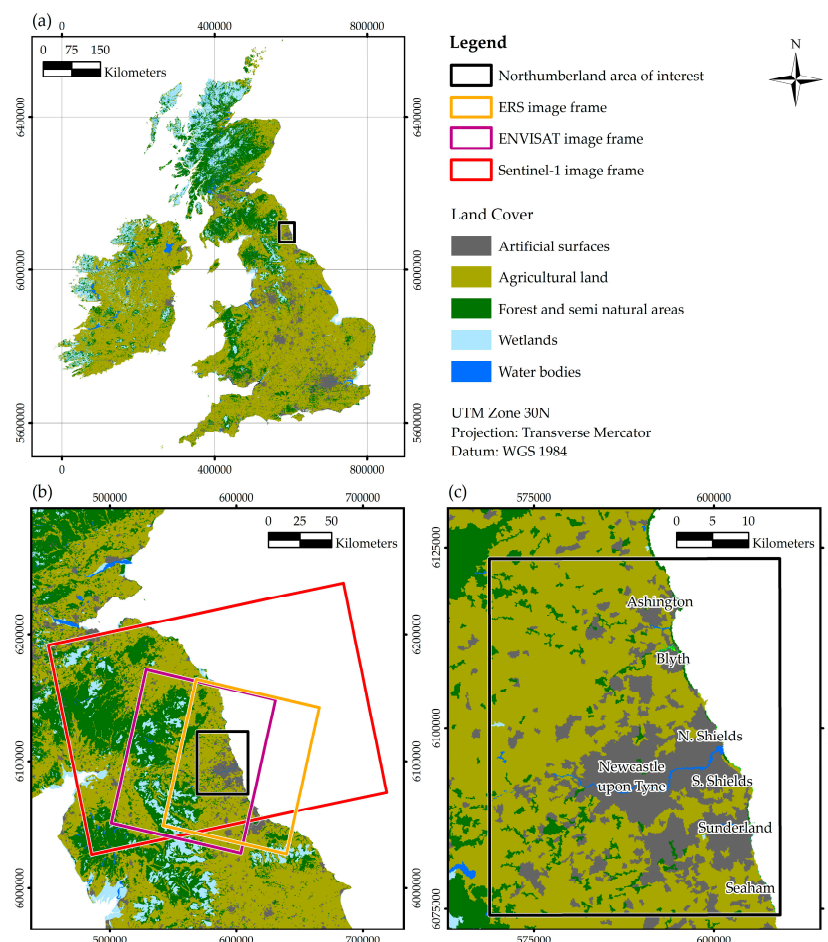 (a)
0 400000 800000
0 75 150
Kilometers
6400000
6000000
5600000
6400000
6000000
5600000
0 400000 800000
Legend
Northumberland area of interest
ERS image frame
ENVISAT image frame
Sentinel-1 image frame
N
Land Cover
Artificial surfaces
Agricultural land
Forest and semi natural areas
Wetlands
Water bodies
UTM Zone 30N
Projection: Transverse Mercator
Datum: WGS 1984
(b)
500000 600000 700000
0 25 50
Kilometers
6200000
6100000
6000000
6200000
6100000
6000000
500000 600000 700000
(c)
575000 600000
0 5 10
Kilometers
6125000
6100000
6075000
Ashington
Blyth
N. Shields
Newcastle
upon Tyne
S. Shields
Sunderland
Seaham
575000 600000